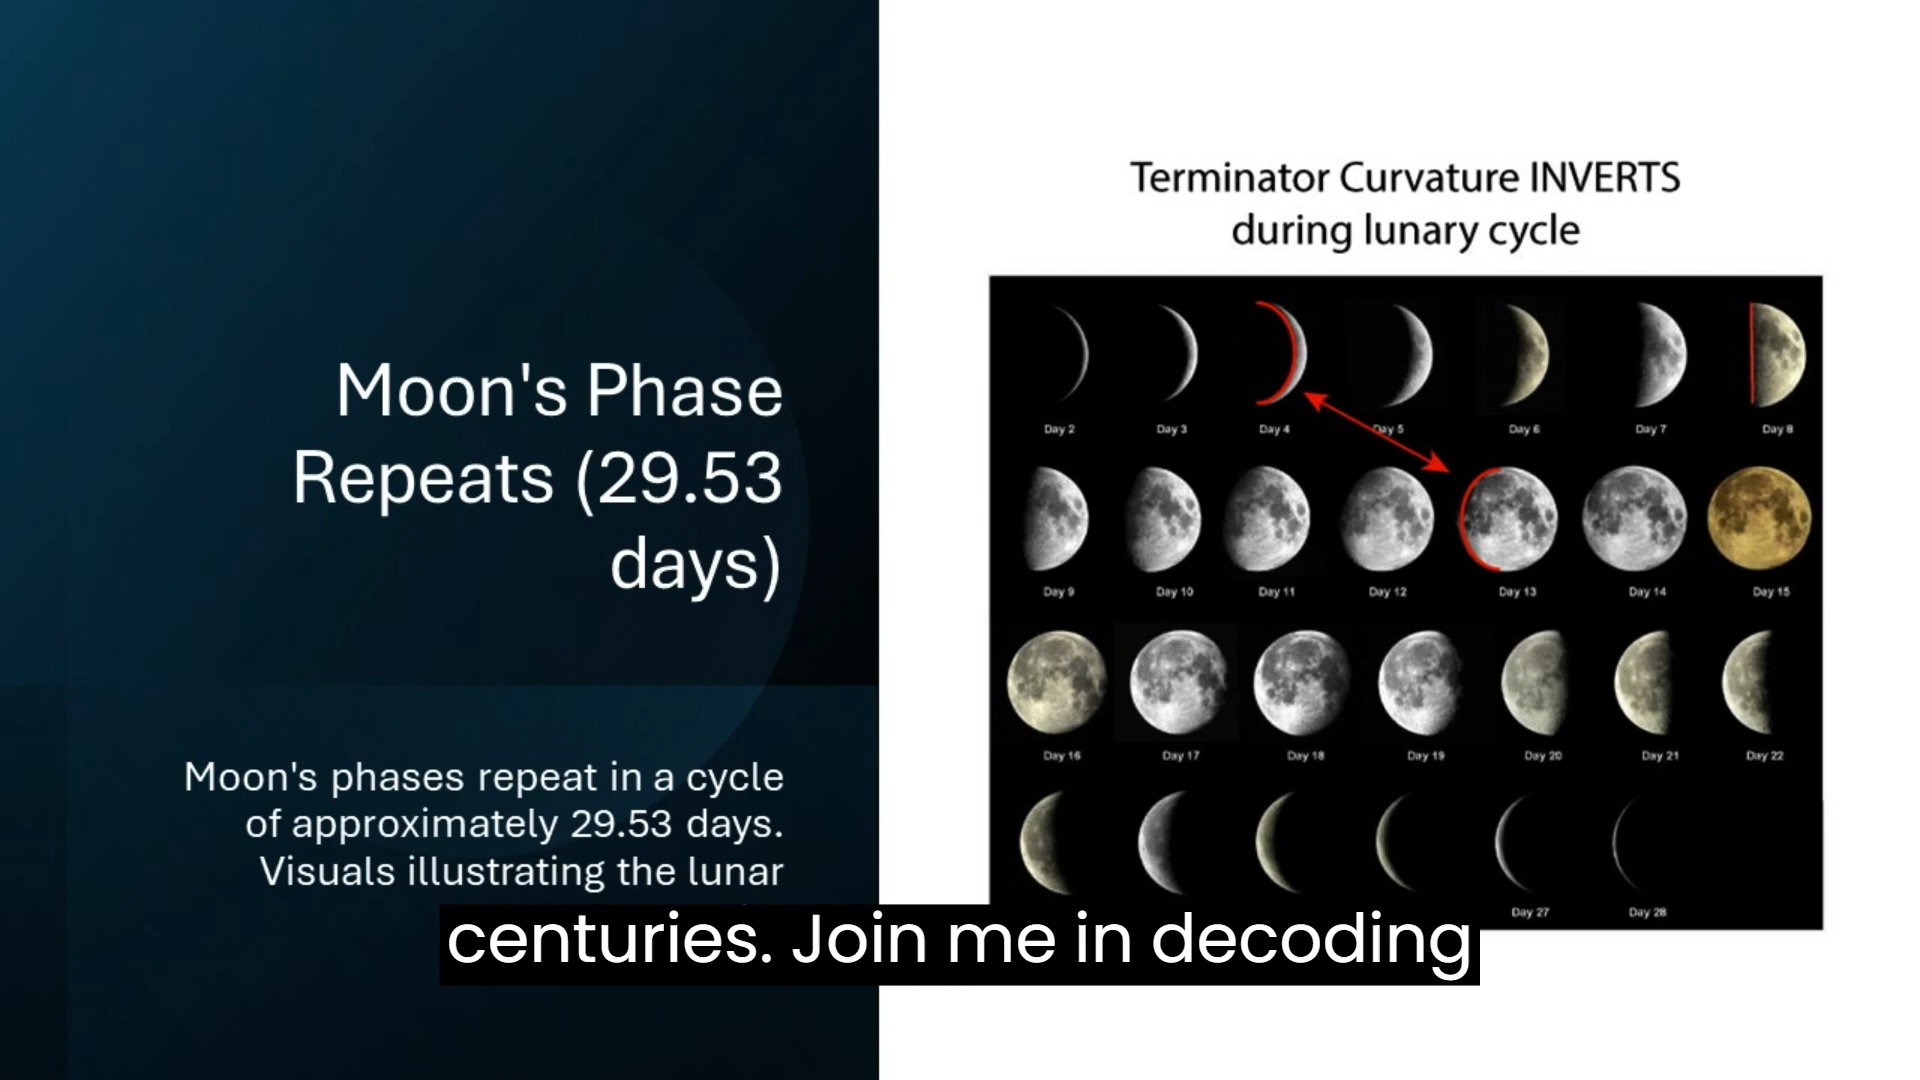 Moon's Phase
Repeats (29.53
days)
Moon's phases repeat in a cycle
of approximately 29.53 days.
Visuals illustrating the lunar
Terminator Curvature INVERTS
during lunary cycle
Day 2 Day 3 Day 4 Day 5 Day 6 Day 7 Day 8
Day 9 Day 10 Day 11 Day 12 Day 13 Day 14 Day 15
Day 16 Day 17 Day 18 Day 19 Day 20 Day 21 Day 22
Day 27 Day 28
centuries. Join me in decoding